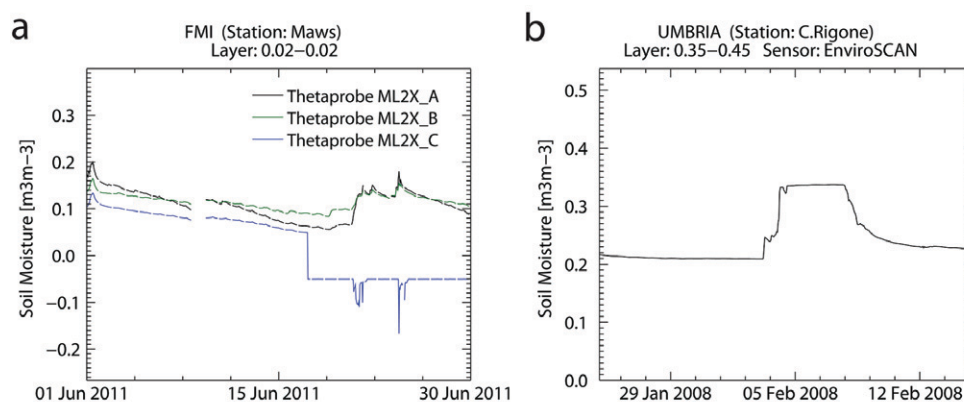 a
FMI (Station: Maws)
Layer: 0.02−0.02
Thetaprobe ML2X_A
Thetaprobe ML2X_B
Thetaprobe ML2X_C
Soil Moisture [m3m−3]
0.3
0.2
0.1
0.0
−0.1
−0.2
01 Jun 2011
15 Jun 2011
30 Jun 2011
b
UMBRIA (Station: C.Rigone)
Layer: 0.35−0.45 Sensor: EnviroSCAN
Soil Moisture [m3m−3]
0.5
0.4
0.3
0.2
0.1
0.0
29 Jan 2008
05 Feb 2008
12 Feb 2008